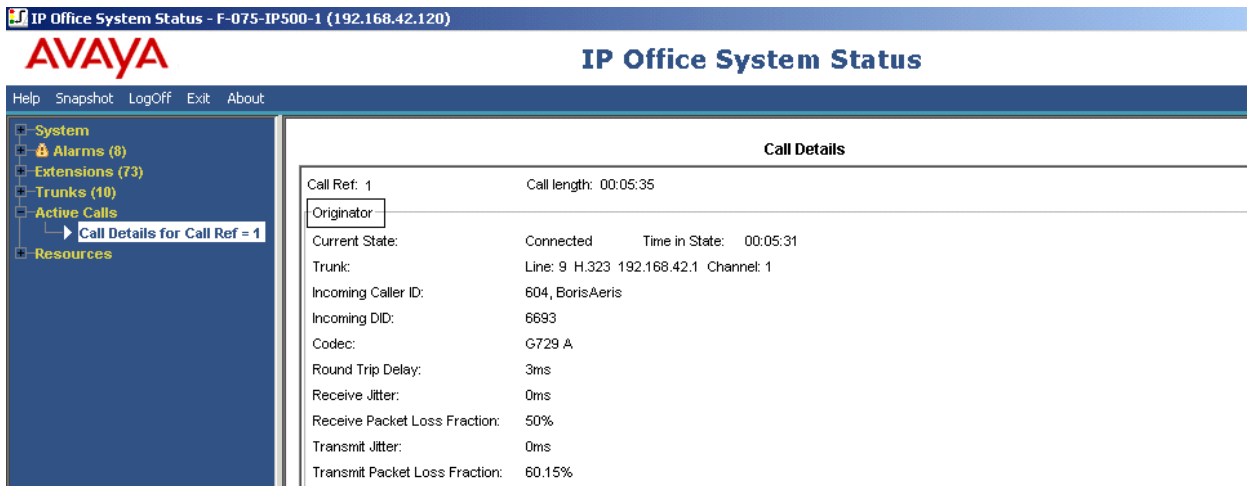 IP Office System Status - F-075-IP500-1 (192.168.42.120)
AVAYA
IP Office System Status
Help Snapshot LogOff Exit About
System
Alarms (8)
Extensions (73)
Trunks (10)
Active Calls
Call Details for Call Ref = 1
Resources
Call Details
Call Ref: 1 Call length: 00:05:35
Originator
Current State: Connected Time in State: 00:05:31
Trunk: Line: 9 H.323 192.168.42.1 Channel: 1
Incoming Caller ID: 604, BorisAeris
Incoming DID: 6693
Codec: G729 A
Round Trip Delay: 3ms
Receive Jitter: 0ms
Receive Packet Loss Fraction: 50%
Transmit Jitter: 0ms
Transmit Packet Loss Fraction: 60.15%